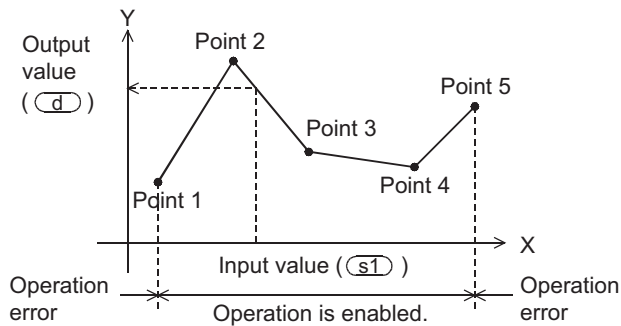 Y
Output
value
( d )
Point 2
Point 5
Point 3
Point 1
Point 4
X
Input value ( s1 )
Operation
error
Operation is enabled.
Operation
error